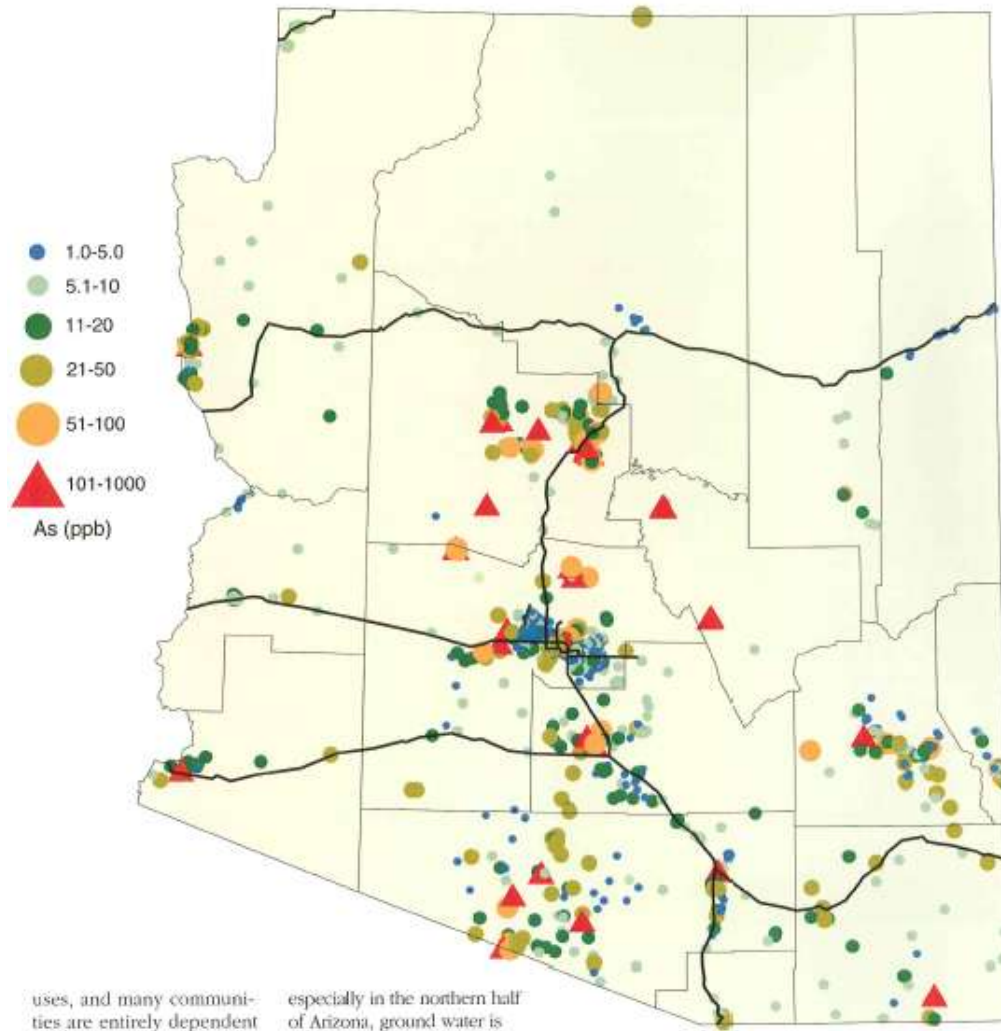 1.0-5.0
5.1-10
11-20
21-50
51-100
101-1000
As (ppb)
uses, and many communi-
ties are entirely dependent
especially in the northern half
of Arizona, ground water is